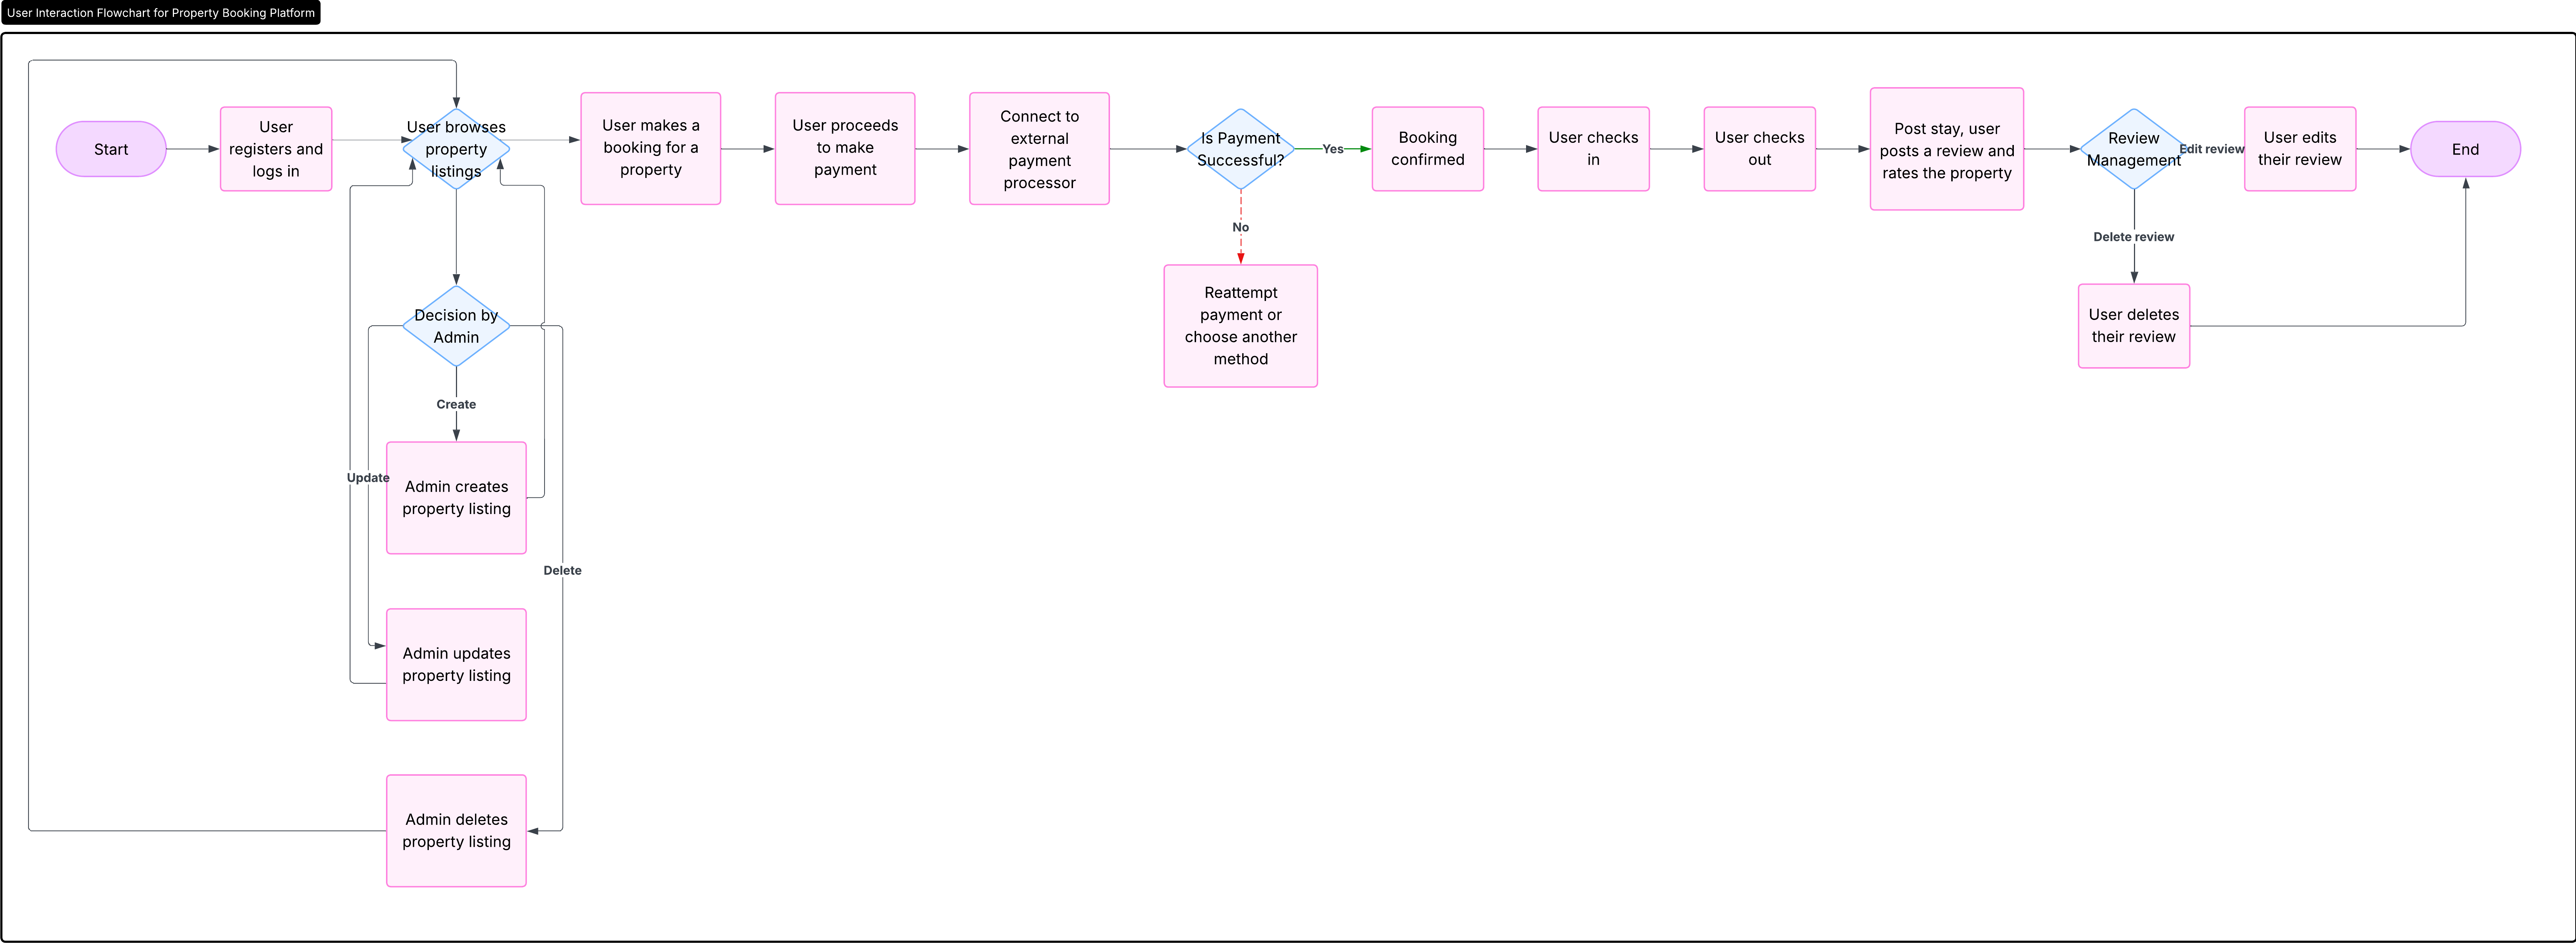 User Interaction Flowchart for Property Booking Platform
Start
User
registers and
logs in
User browses
property
listings
User makes a
booking for a
property
User proceeds
to make
payment
Connect to
external
payment
processor
Is Payment
Successful?
Yes
Booking
confirmed
User checks
in
User checks
out
Post stay, user
posts a review and
rates the property
Review
Management
Edit review
User edits
their review
End
No
Reattempt
payment or
choose another
method
Delete review
User deletes
their review
Decision by
Admin
Create
Update
Admin creates
property listing
Delete
Admin updates
property listing
Admin deletes
property listing